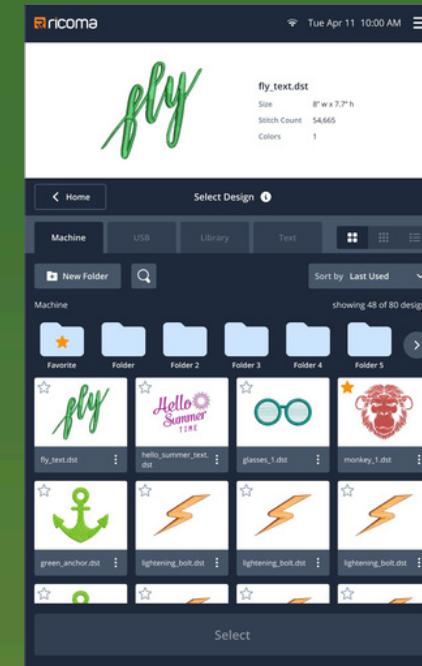 ricoma
Tue Apr 11 10:00 AM
fly
fly_text.dst
Size 8" w x 7.7" h
Stitch Count 54,665
Colors 1
Home
Select Design
Machine USB Library Text
New Folder
Sort by Last Used
Machine
showing 48 of 80 design
Favorite Folder Folder 2 Folder 3 Folder 4 Folder 5
fly
Hello
Summer
TIME
fly_text.dst
hello_summer_text.
dst
glasses_1.dst
monkey_1.dst
green_anchor.dst
lightening_bolt.dst
lightening_bolt.dst
lightening_bolt.dst
Select